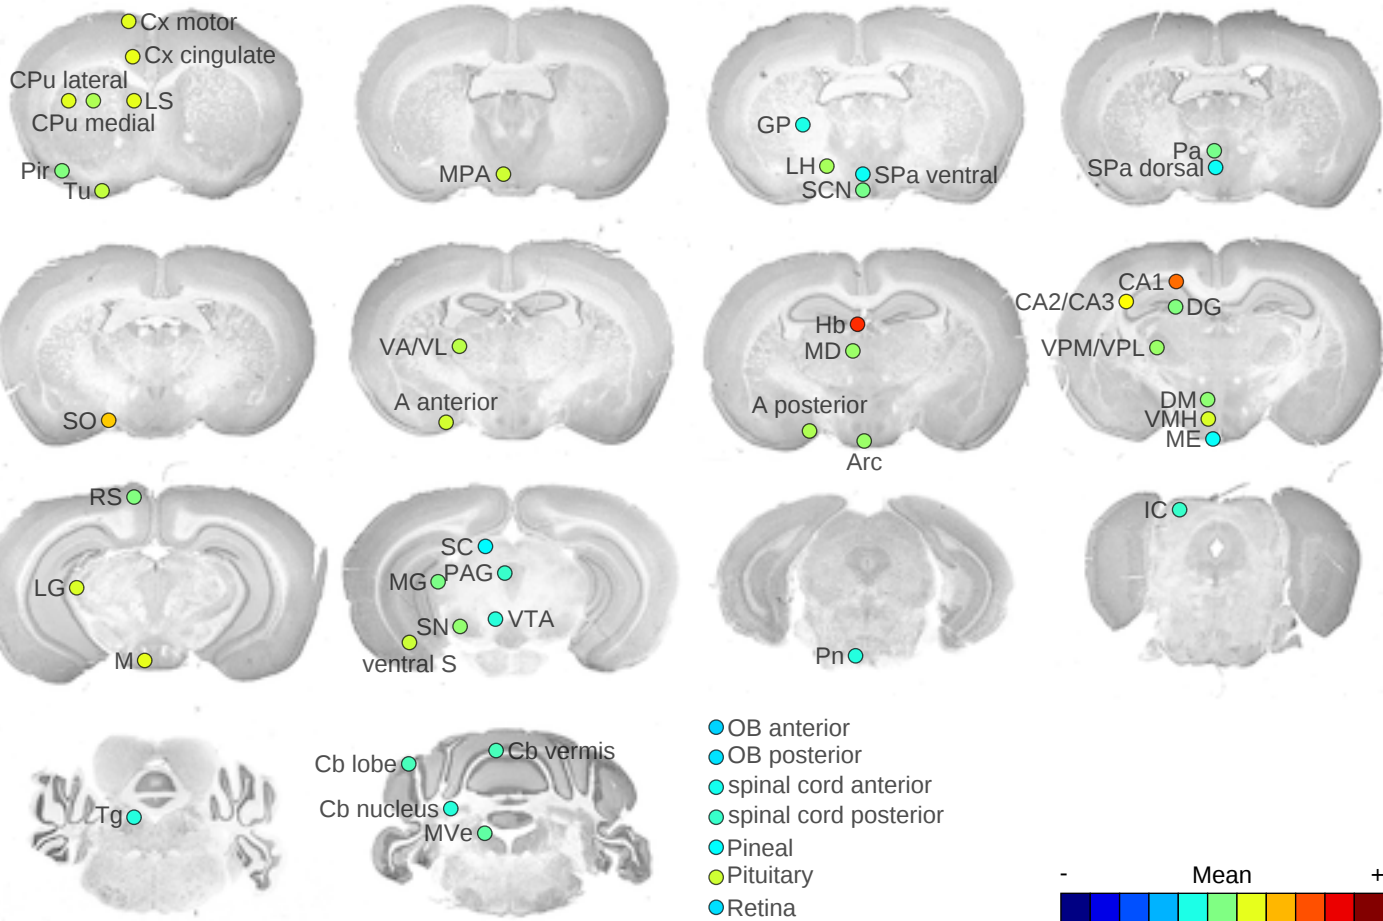 Cx motor
Cx cingulate
CPu lateral
LS
CPu medial
Pir
Tu
MPA
GP
LH
SPa ventral
SCN
Pa
SPa dorsal
SO
VA/VL
A anterior
Hb
MD
A posterior
Arc
CA1
CA2/CA3
DG
VPM/VPL
DM
VMH
ME
RS
LG
M
SC
PAG
MG
VTA
SN
ventral S
Pn
IC
Tg
Cb lobe
Cb vermis
Cb nucleus
MVe
OB anterior
OB posterior
spinal cord anterior
spinal cord posterior
Pineal
Pituitary
Retina
- Mean +